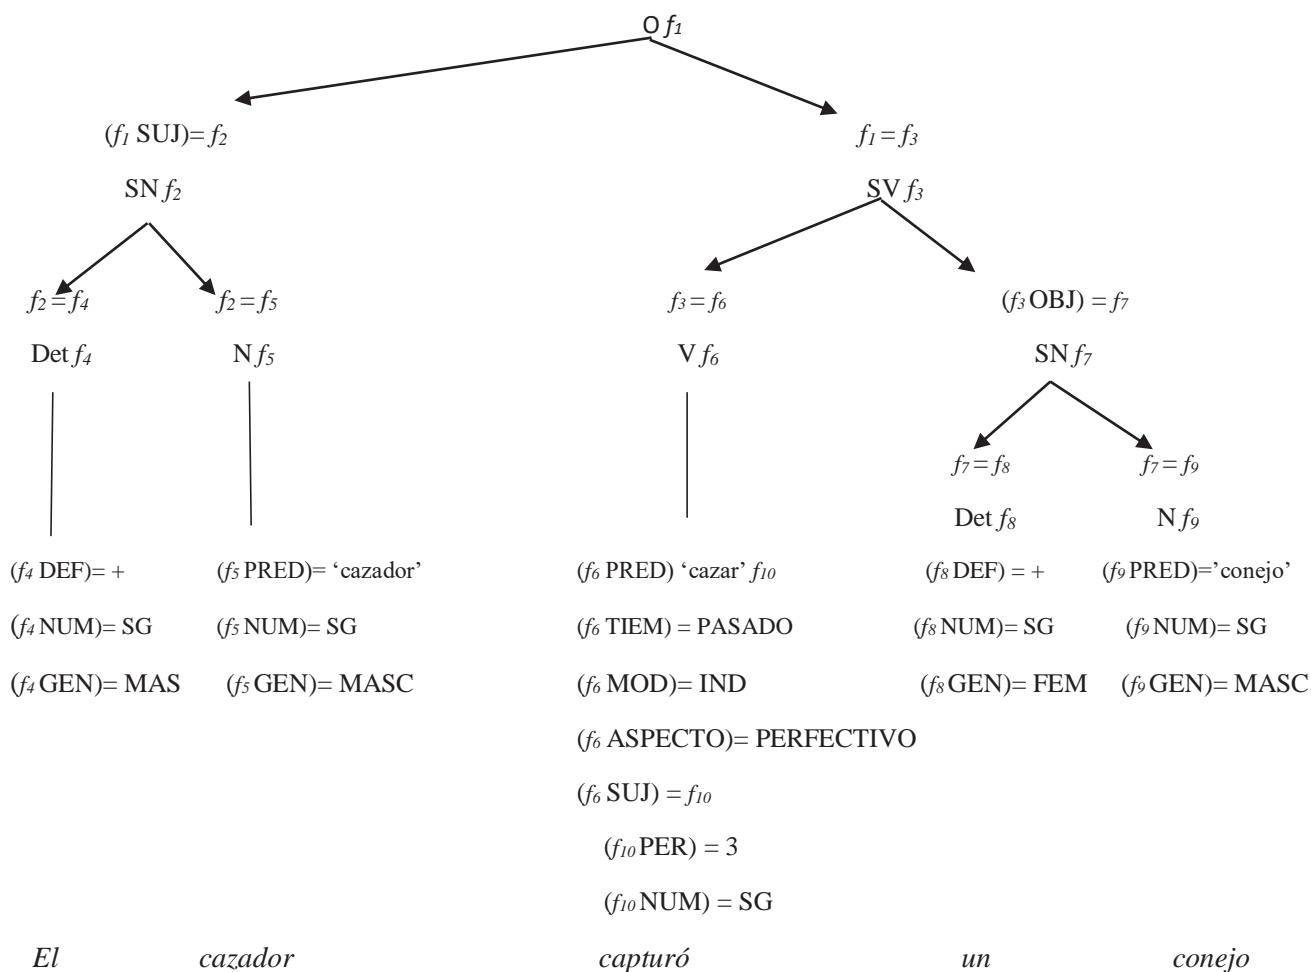 O f1
(f1 SUJ)= f2 f1 = f3
SN f2 SV f3
f2 = f4 f2 = f5 f3 = f6 (f3 OBJ) = f7
Det f4 N f5 V f6 SN f7
f7 = f8 f7 = f9
Det f8 N f9
(f4 DEF)= + (f5 PRED)= ‘cazador’ (f6 PRED) ‘cazar’ f10 (f8 DEF) = + (f9 PRED)=’conejo’
(f4 NUM)= SG (f5 NUM)= SG (f6 TIEM) = PASADO (f8 NUM)= SG (f9 NUM)= SG
(f4 GEN)= MAS (f5 GEN)= MASC (f6 MOD)= IND (f8 GEN)= FEM (f9 GEN)= MASC
(f6 ASPECTO)= PERFECTIVO
(f6 SUJ) = f10
(f10 PER) = 3
(f10 NUM) = SG
El cazador capturó un conejo